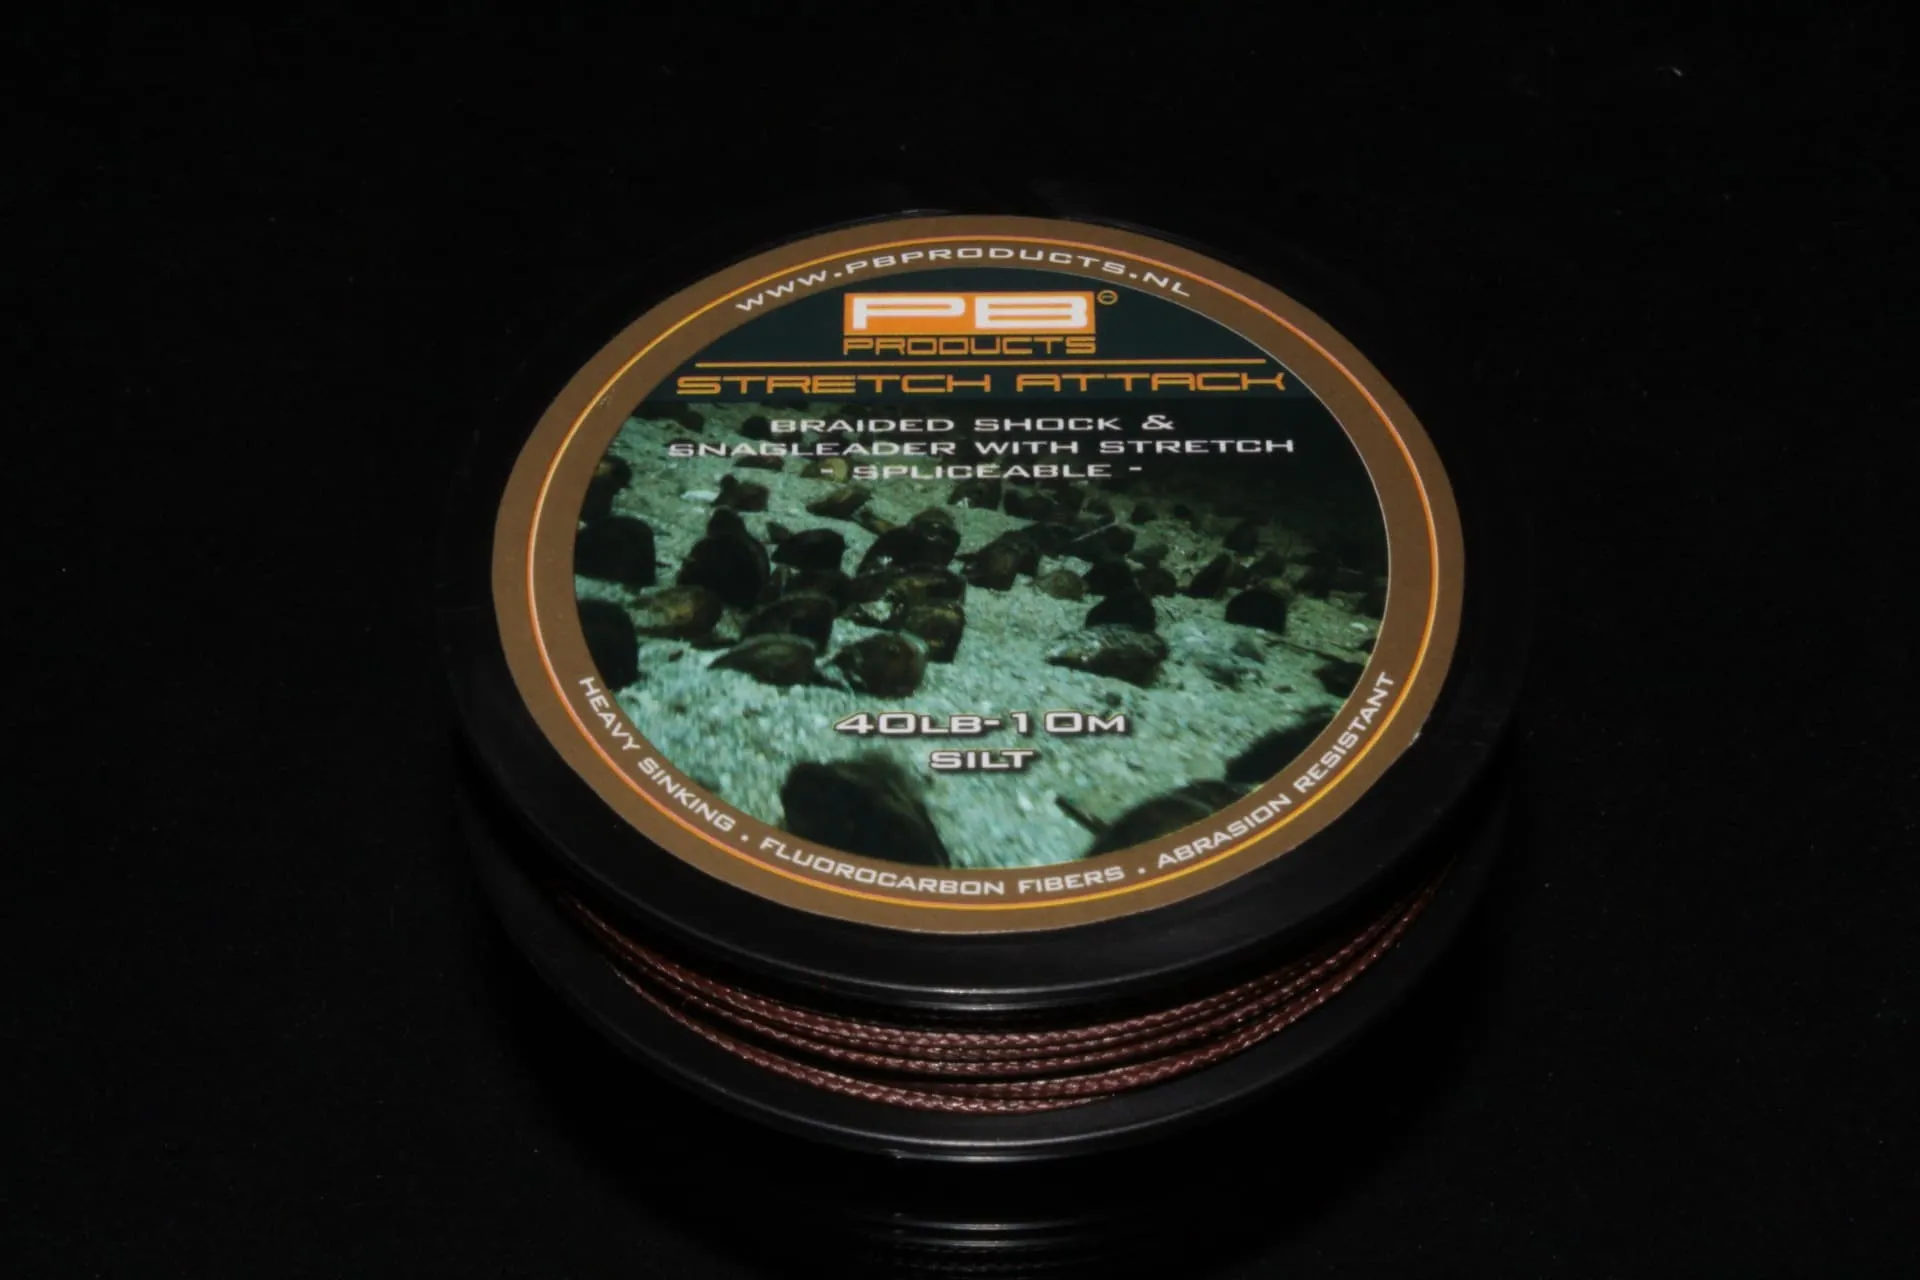 WWW.PBPRODUCTS.NL
PB
PRODUCTS
STRETCH ATTACK
BRAIDED SHOCK &
SNAGLEADER WITH STRETCH
- SPLICEABLE -
40LB-10M
SILT
HEAVY SINKING . FLUOROCARBON FIBERS . ABRASION RESISTANT